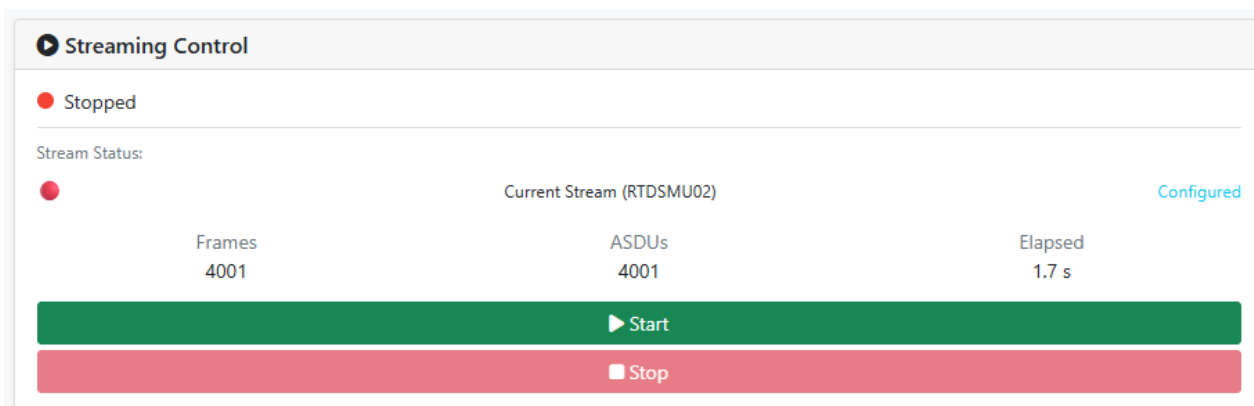 Streaming Control
Stopped
Stream Status:
Current Stream (RTDSMU02) Configured
Frames ASDUs Elapsed
4001 4001 1.7 s
Start
Stop